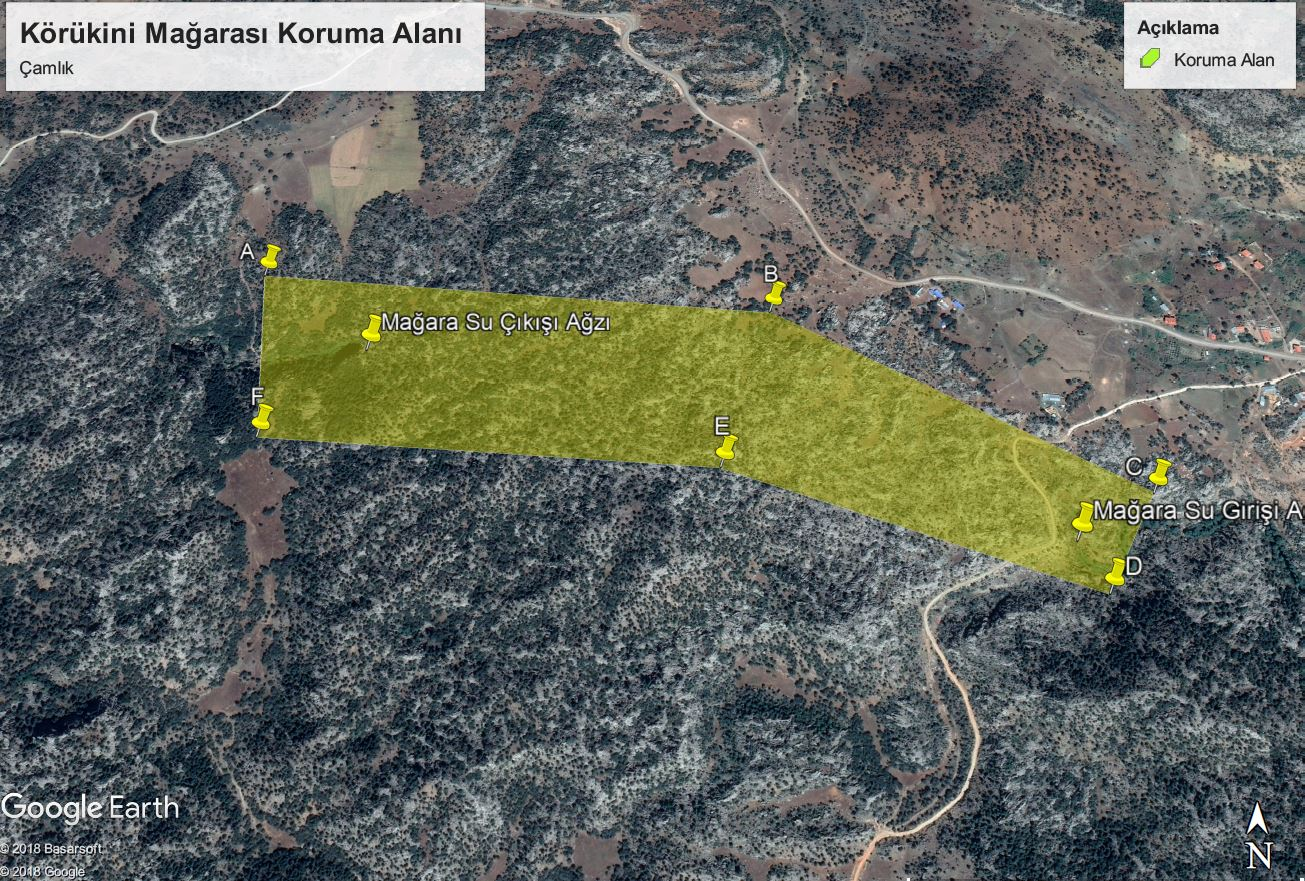 Körükini Mağarası Koruma Alanı
Çamlık
Açıklama
Koruma Alan
A
B
Mağara Su Çıkışı Ağzı
F
E
C
Mağara Su Girişi
D
Google Earth
© 2018 Basarsoft
© 2018 Google
N